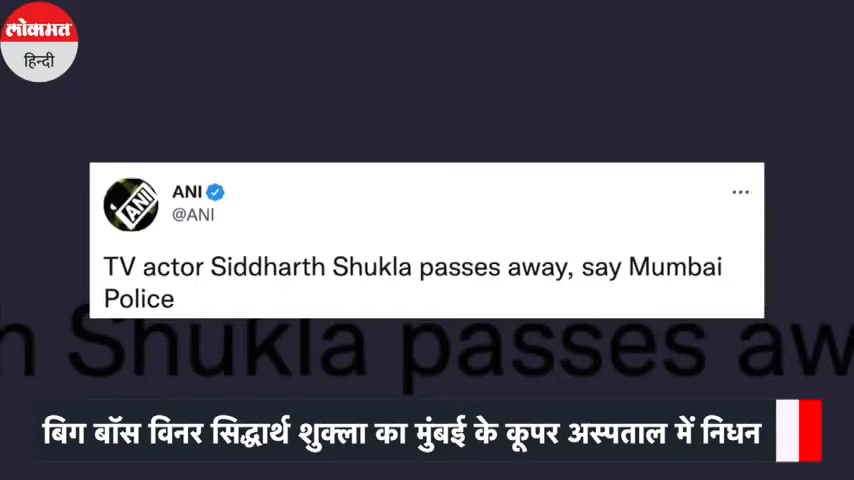 लोकमत
हिन्दी
ANI
ANI
@ANI
TV actor Siddharth Shukla passes away, say Mumbai
Police
h Shukla passes aw
बिग बॉस विनर सिद्धार्थ शुक्ला का मुंबई के कूपर अस्पताल में निधन